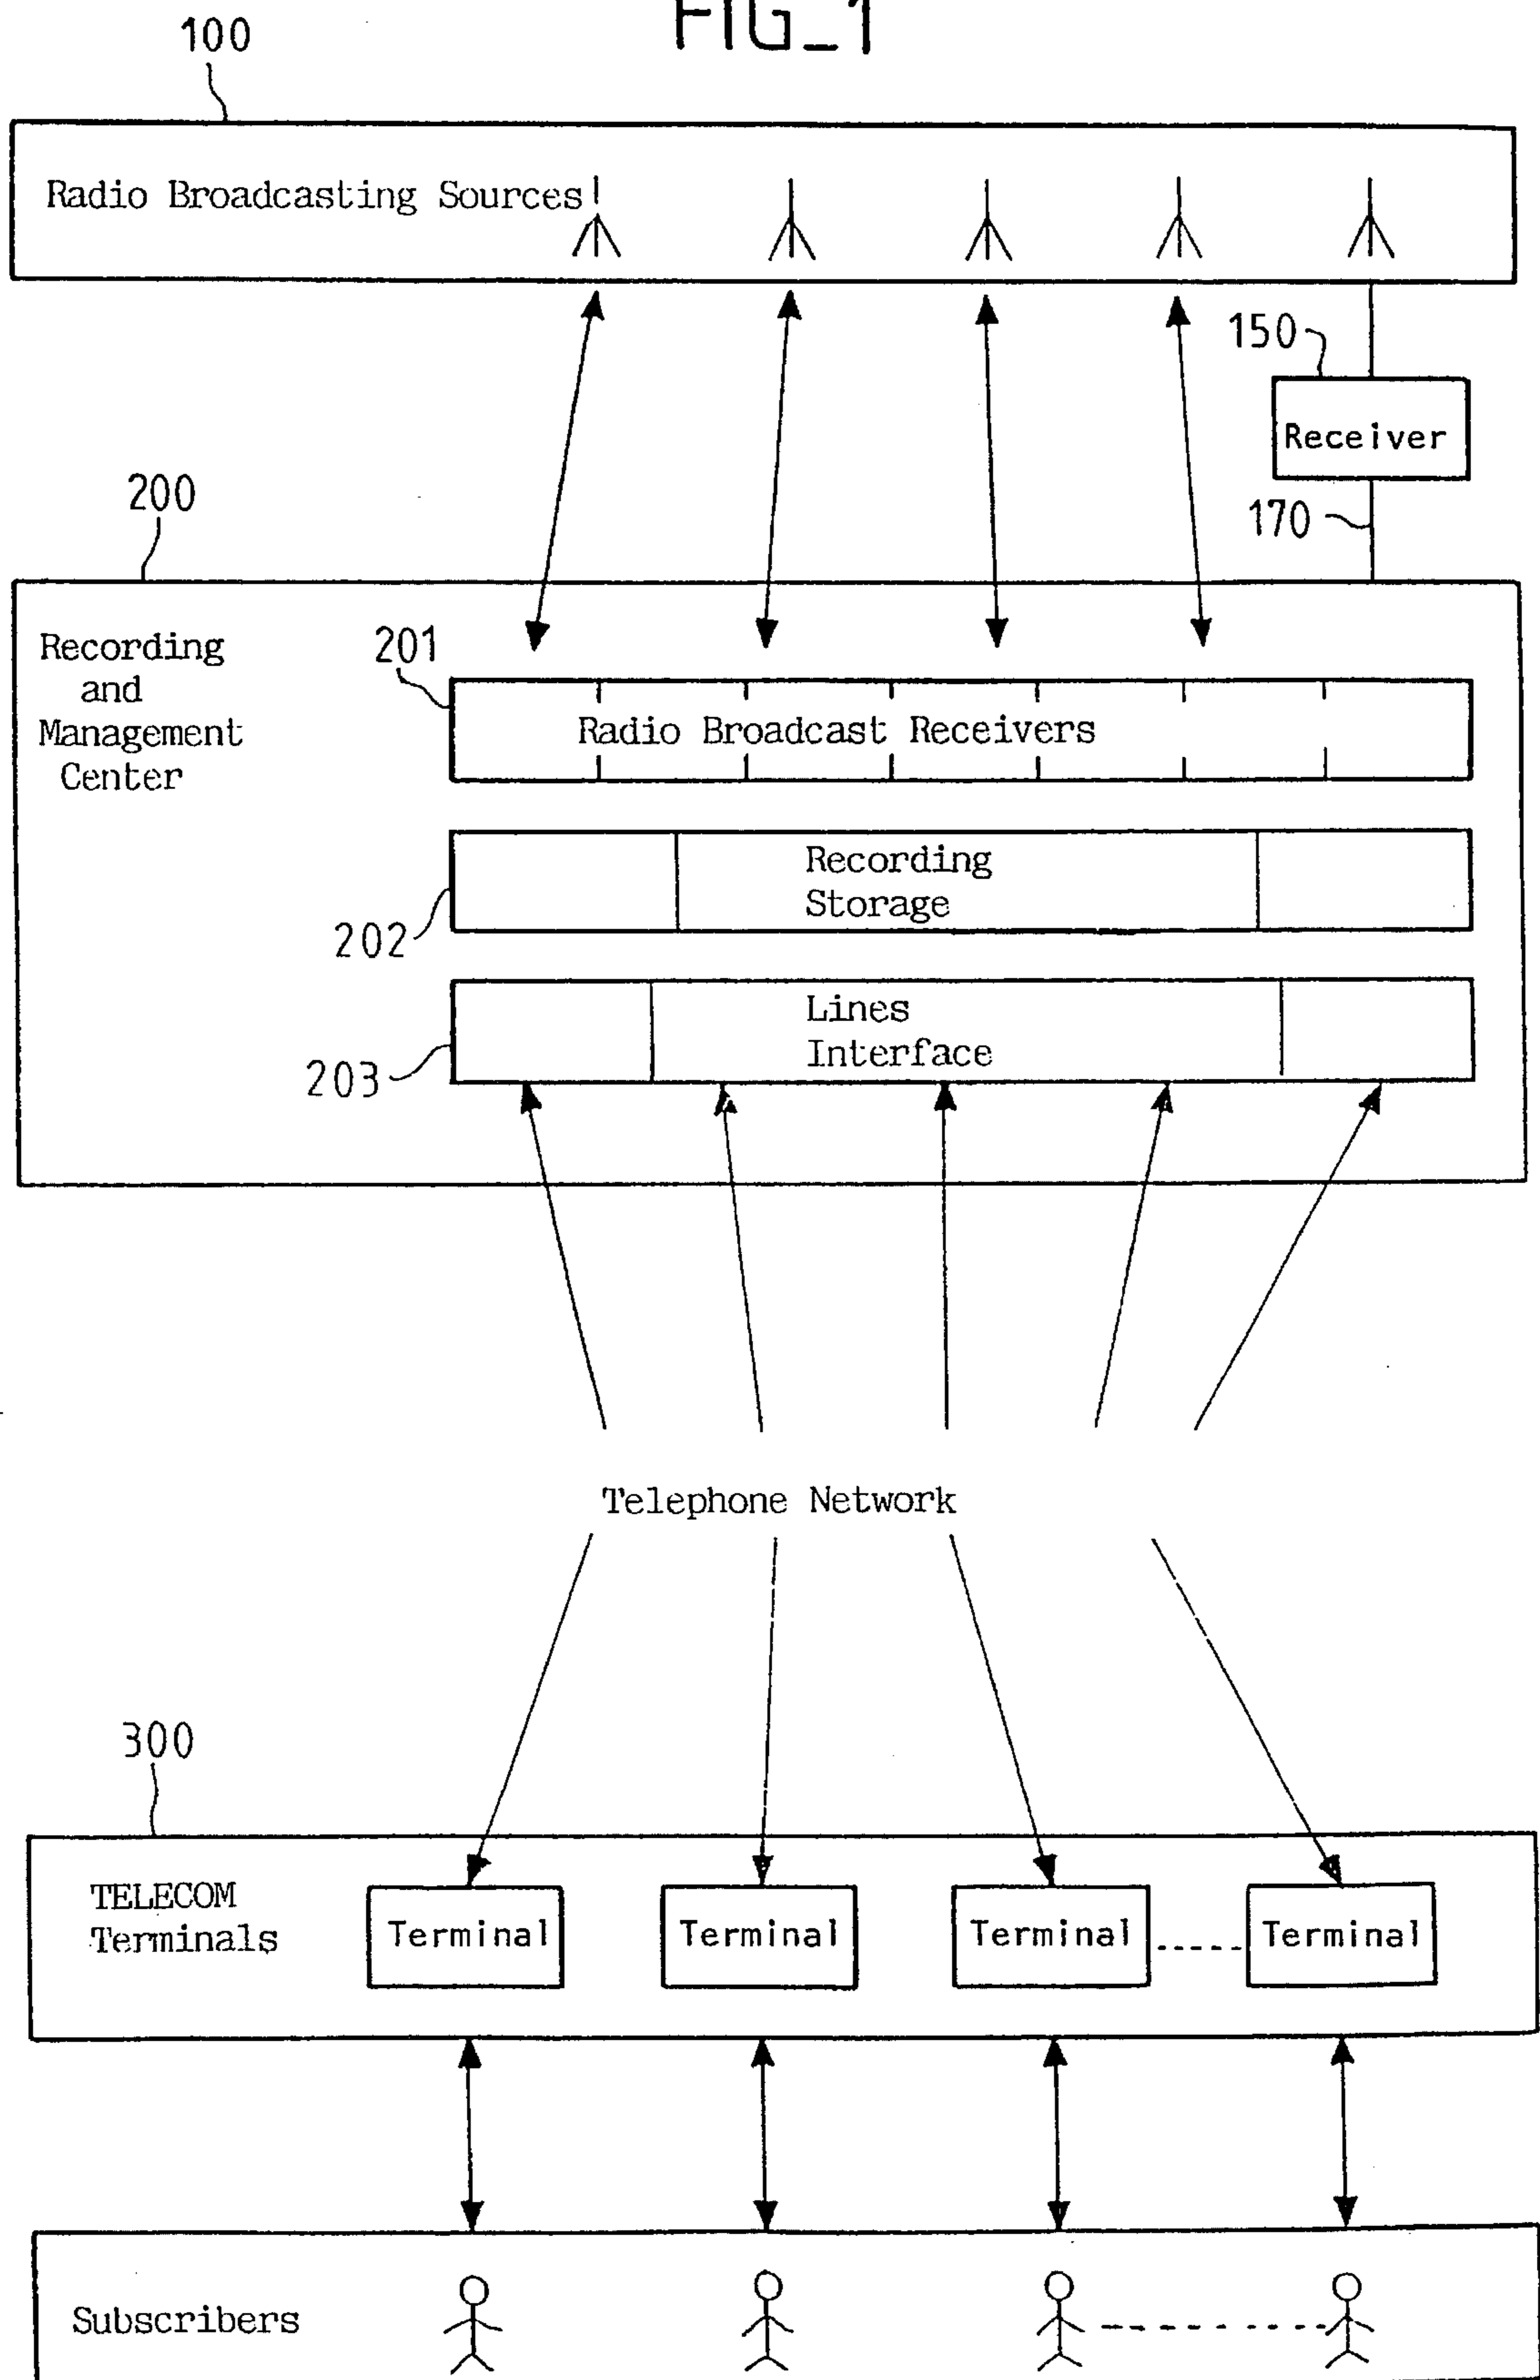 FIG_1
100
Radio Broadcasting Sources
150
Receiver
170
200
Recording
and
Management
Center
201
Radio Broadcast Receivers
Recording
Storage
202
Lines
Interface
203
Telephone Network
300
TELECOM
Terminals
Terminal
Terminal
Terminal
Terminal
Subscribers